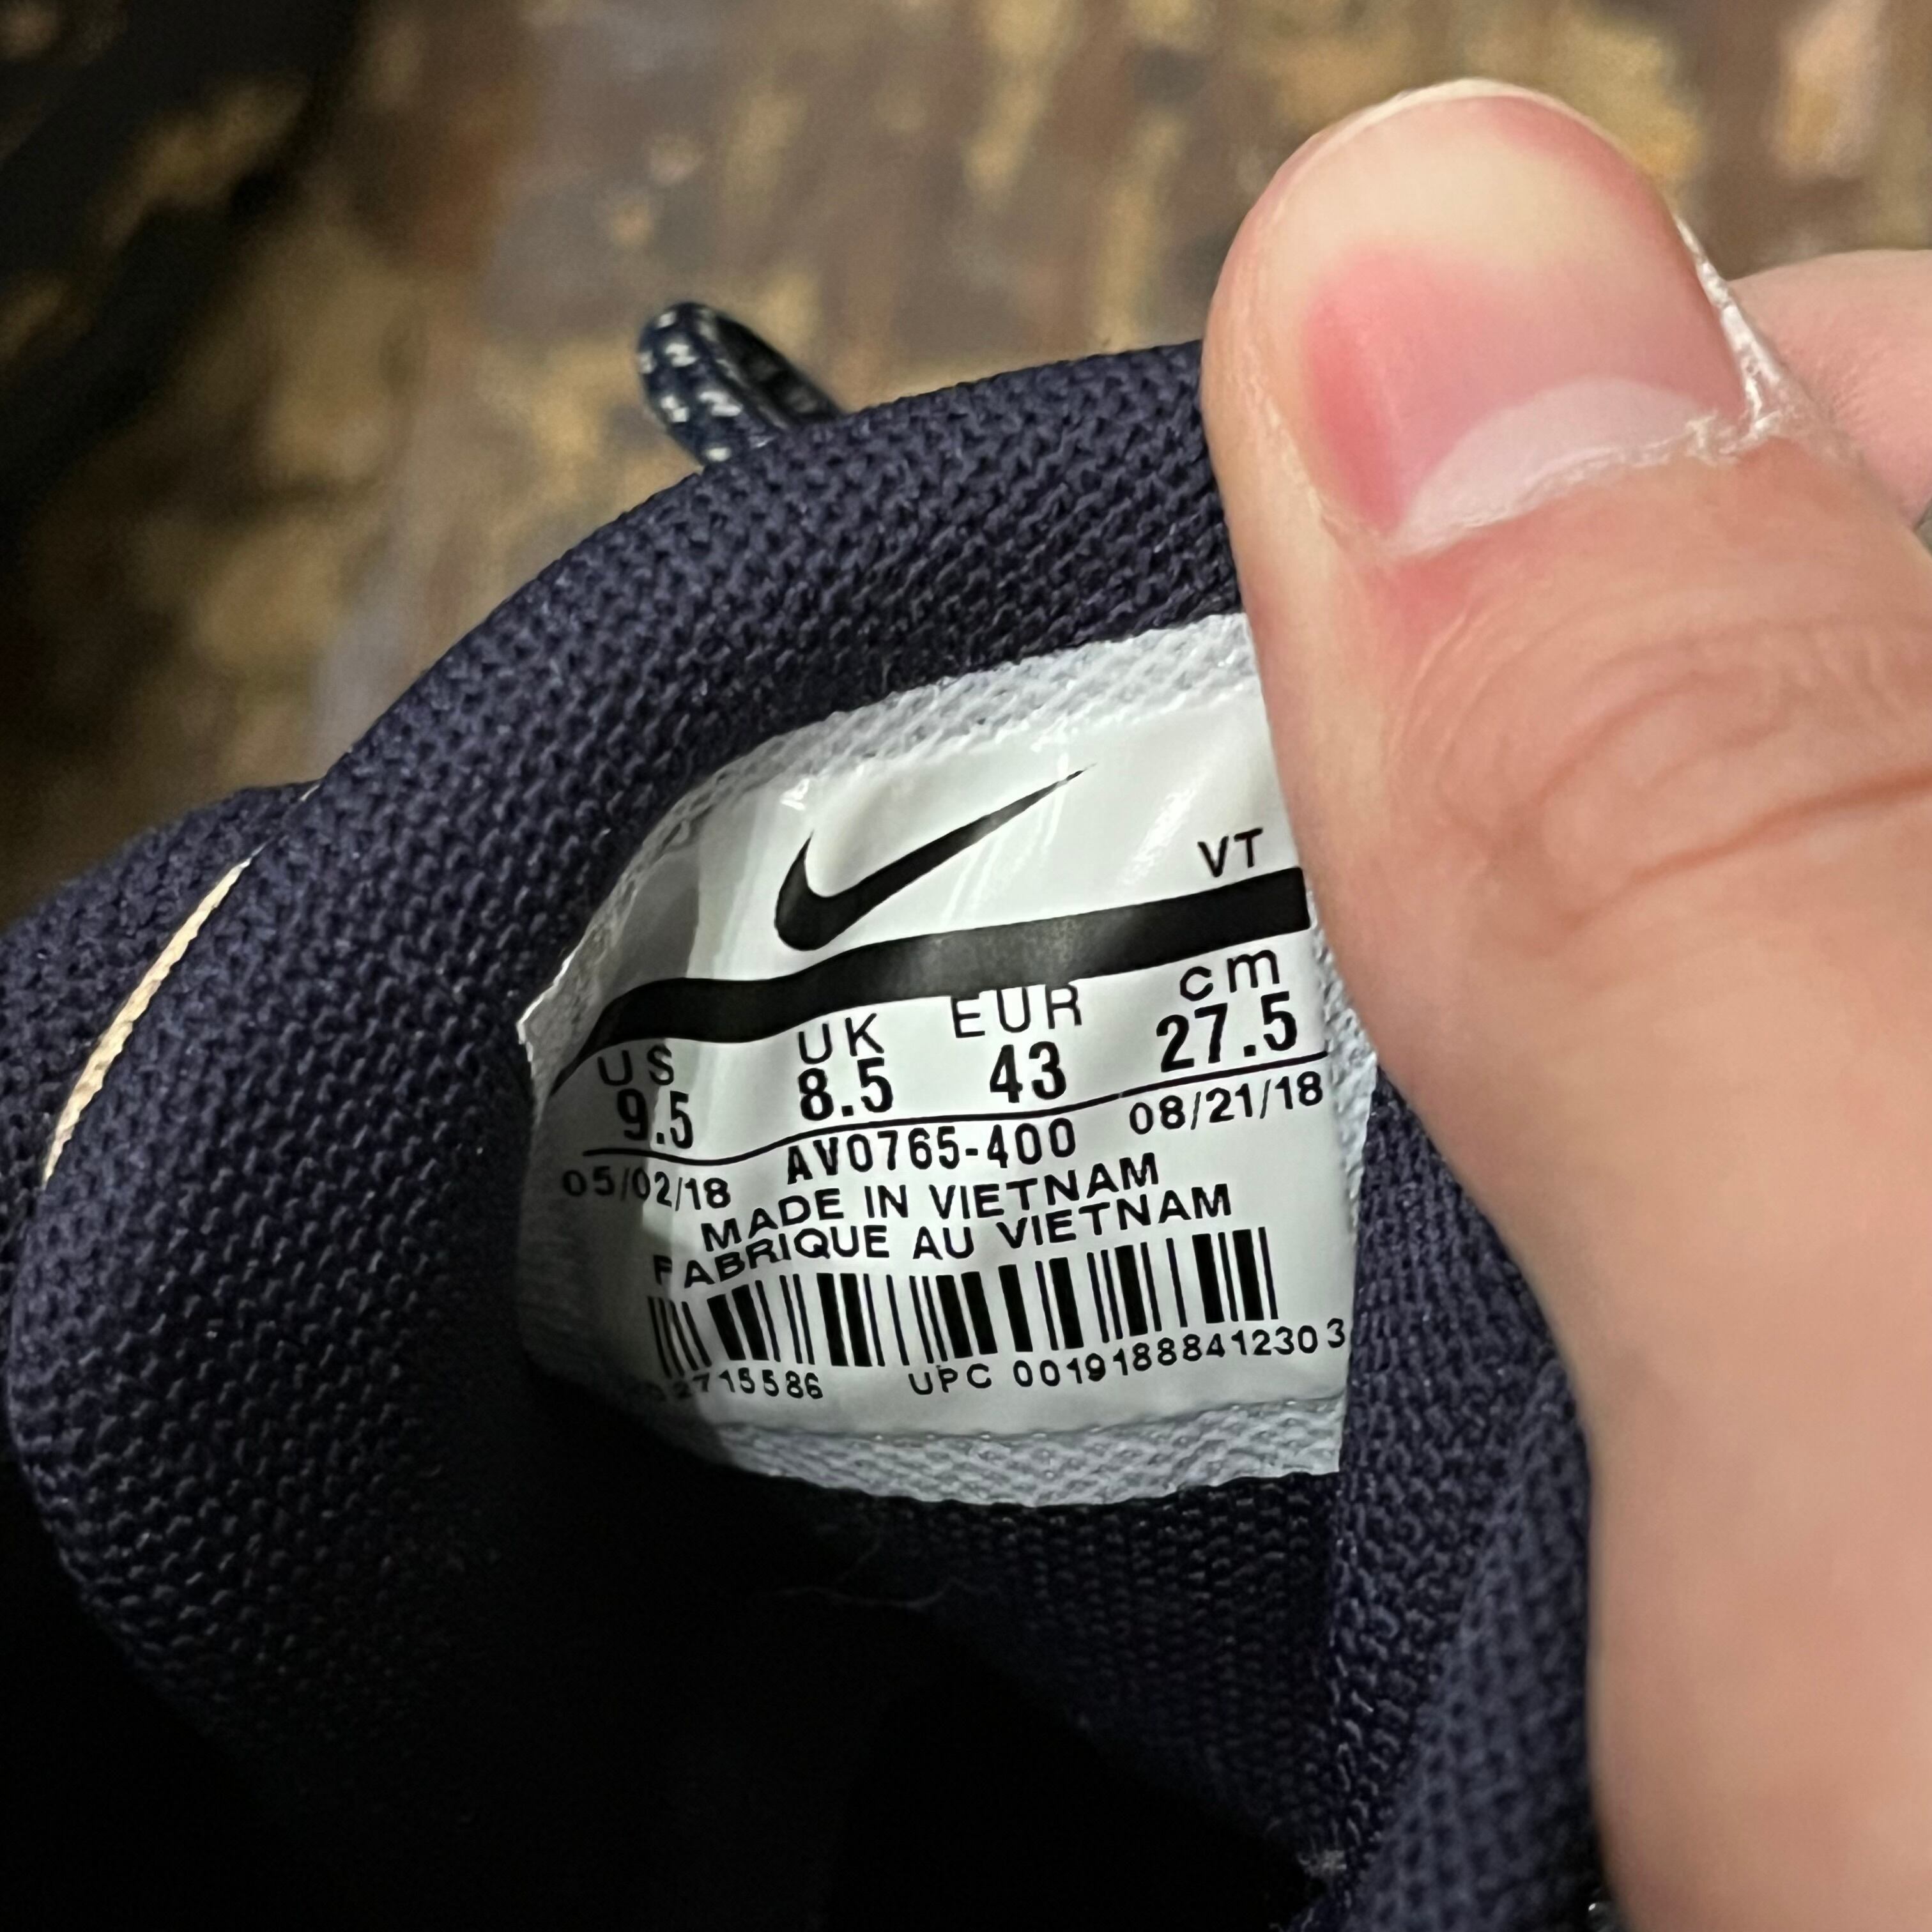 VT
US UK EUR cm
9.5 8.5 43 27.5
05/02/18 AV0765-400 08/21/18
MADE IN VIETNAM
FABRIQUE AU VIETNAM
UPC 00191888412303